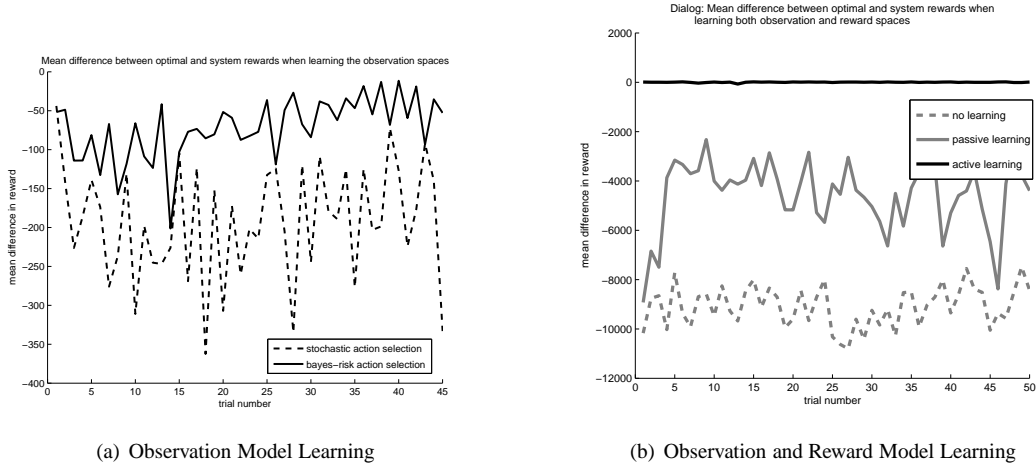 Mean difference between optimal and system rewards when learning the observation spaces
0
−50
−100
−150
−200
−250
−300
−350
−400
mean difference in reward
0 5 10 15 20 25 30 35 40 45
trial number
stochastic action selection
bayes−risk action selection
(a) Observation Model Learning
Dialog: Mean difference between optimal and system rewards when
learning both observation and reward spaces
2000
0
−2000
−4000
−6000
−8000
−10000
−12000
mean difference in reward
0 5 10 15 20 25 30 35 40 45 50
trial number
no learning
passive learning
active learning
(b) Observation and Reward Model Learning